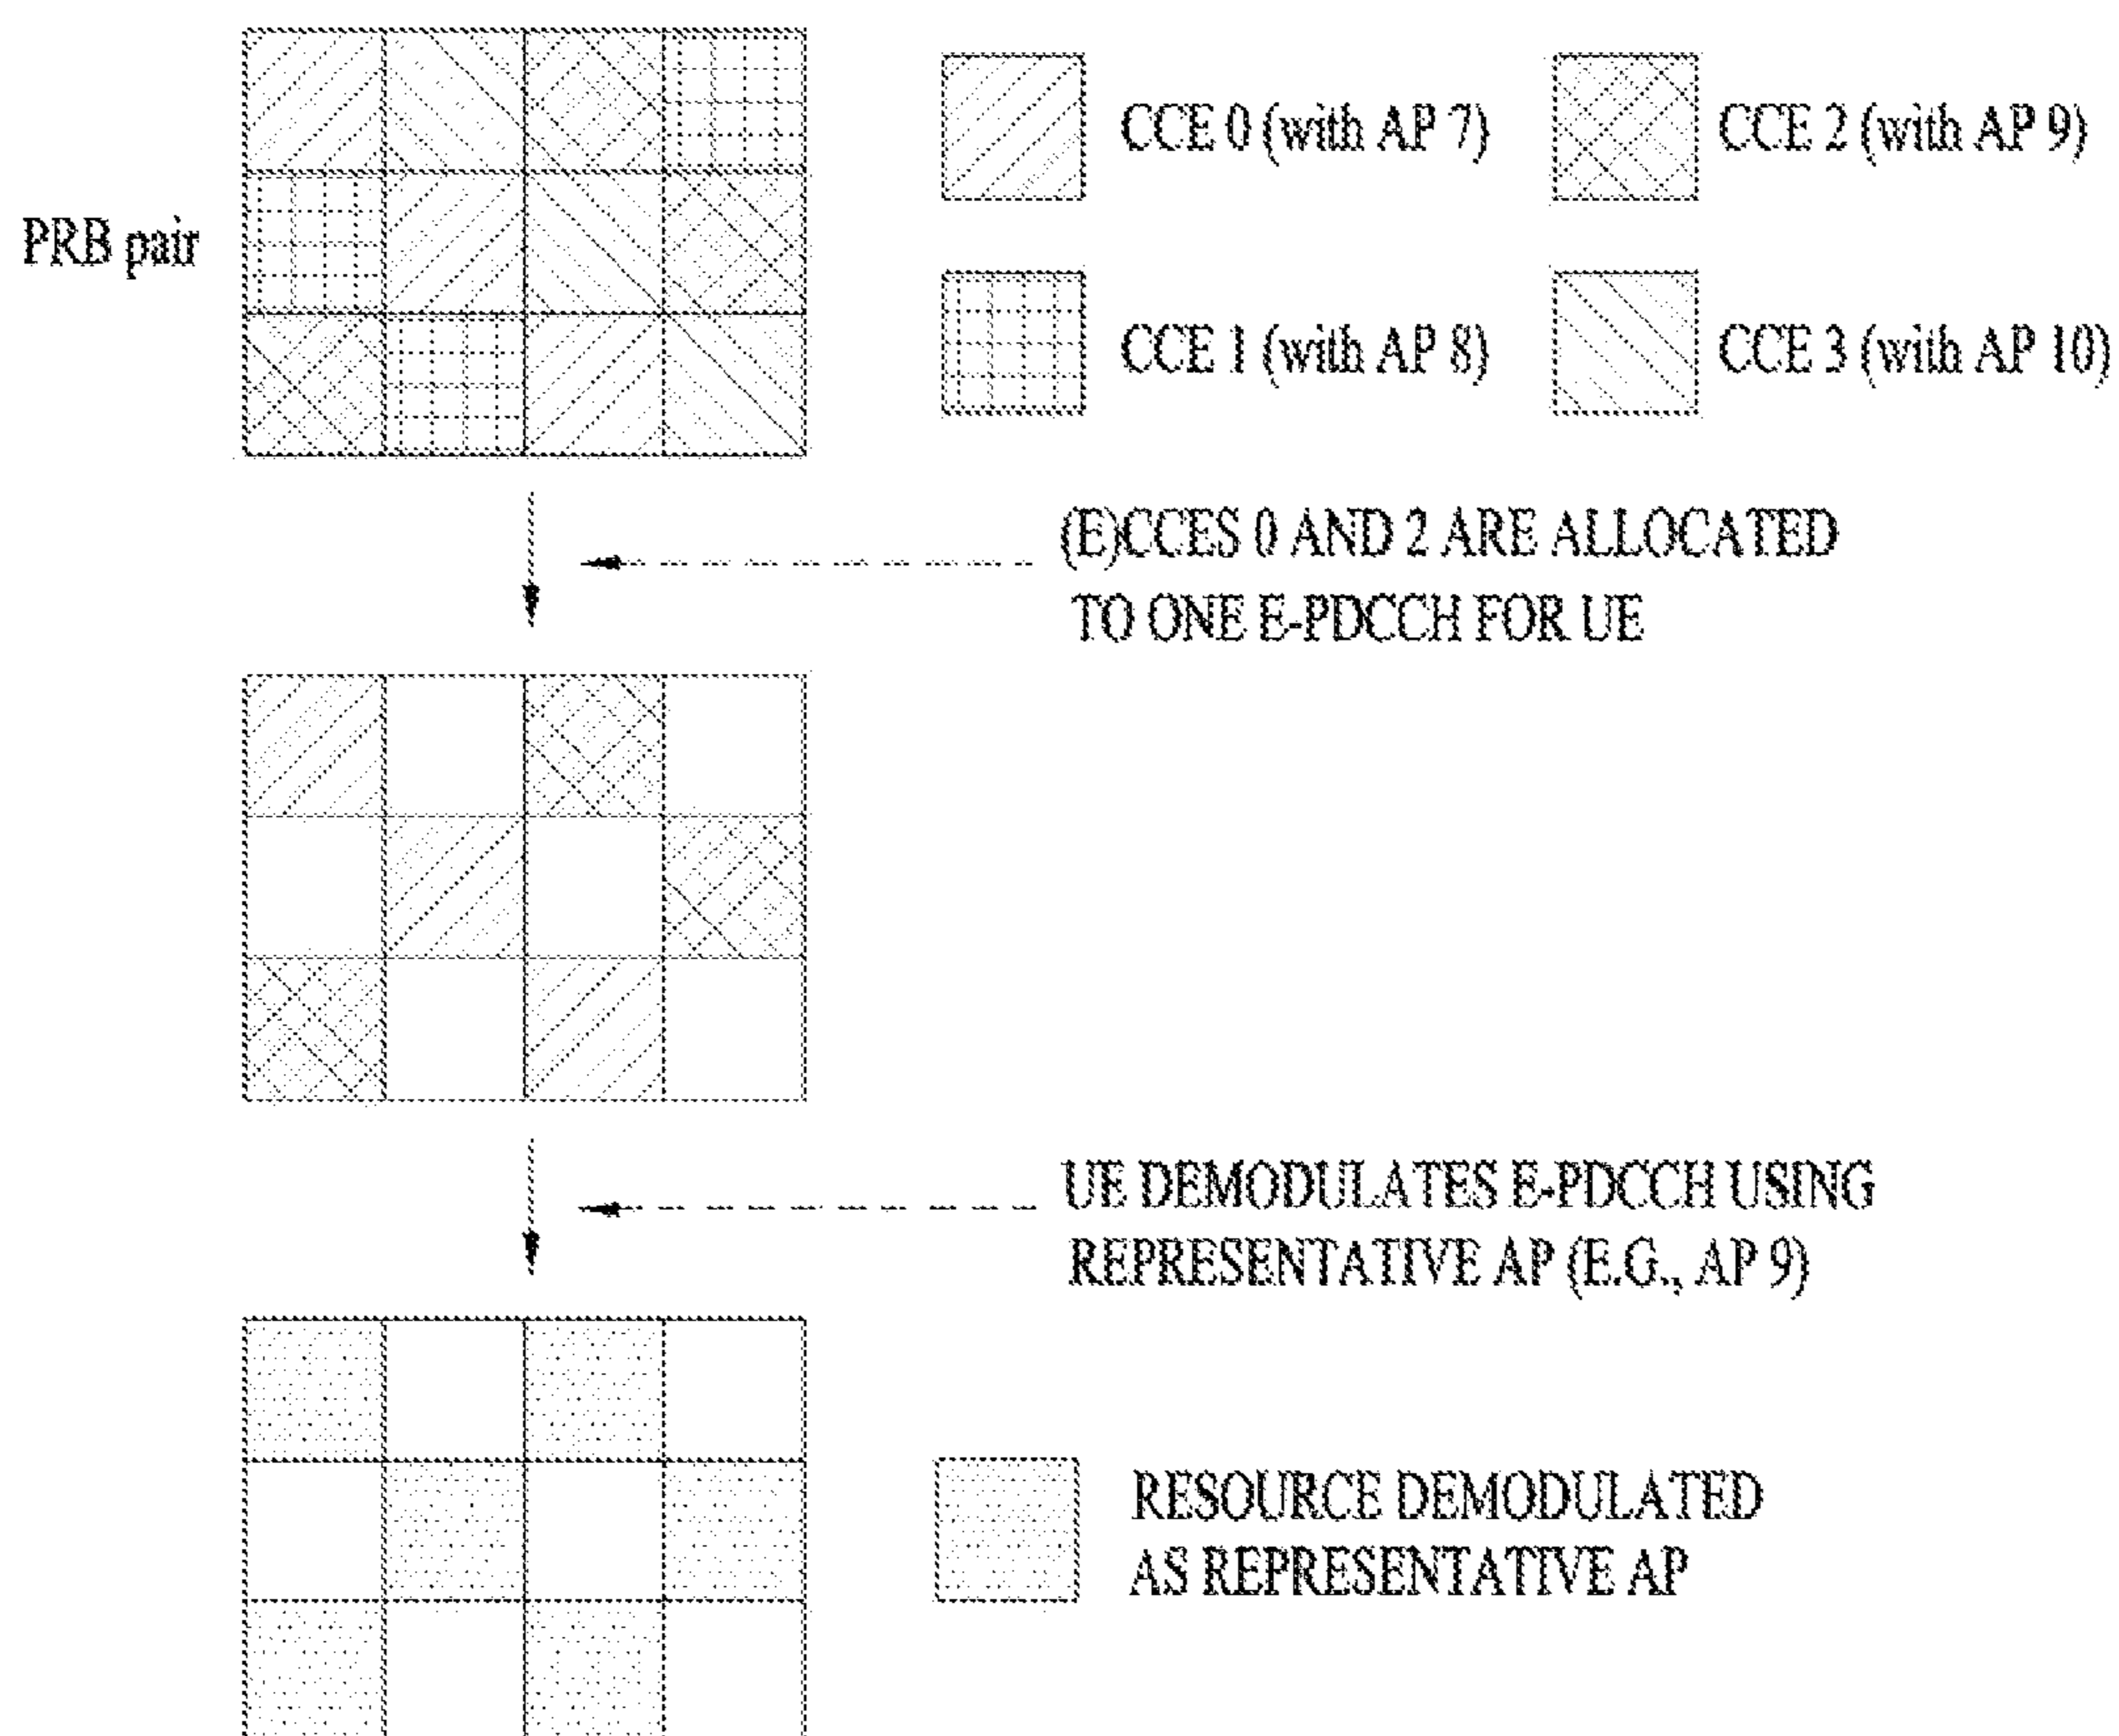 PRB pair
CCE 0 (with AP 7)
CCE 2 (with AP 9)
CCE 1 (with AP 8)
CCE 3 (with AP 10)
(E)CCES 0 AND 2 ARE ALLOCATED
TO ONE E-PDCCH FOR UE
UE DEMODULATES E-PDCCH USING
REPRESENTATIVE AP (E.G., AP 9)
RESOURCE DEMODULATED
AS REPRESENTATIVE AP